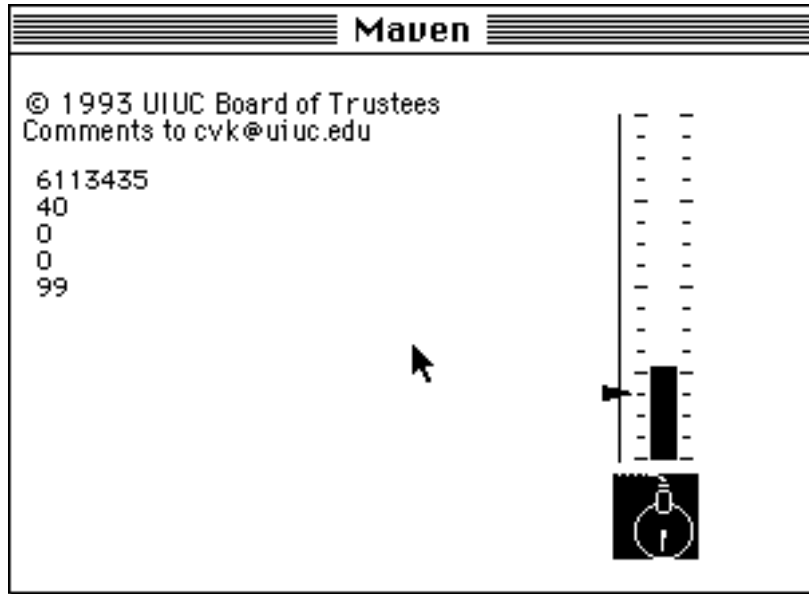 Maven
© 1993 UIUC Board of Trustees
Comments to cvk@uiuc.edu
6113435
40
0
0
99